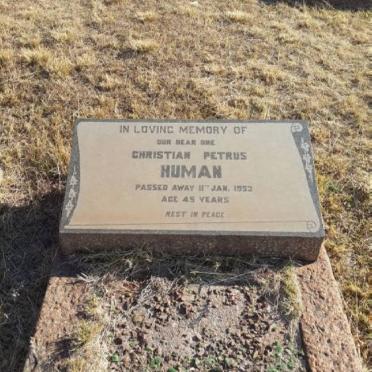 IN LOVING MEMORY OF
OUR DEAR ONE
CHRISTIAN PETRUS
HUMAN
PASSED AWAY 11TH JAN. 1953
AGE 45 YEARS
REST IN PEACE